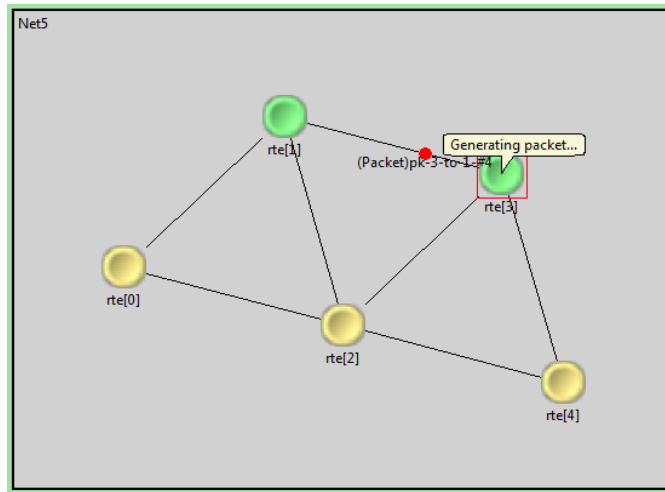 Net5
rte[1]
Generating packet...
(Packet)pk-3-to-1-#4
rte[3]
rte[0]
rte[2]
rte[4]